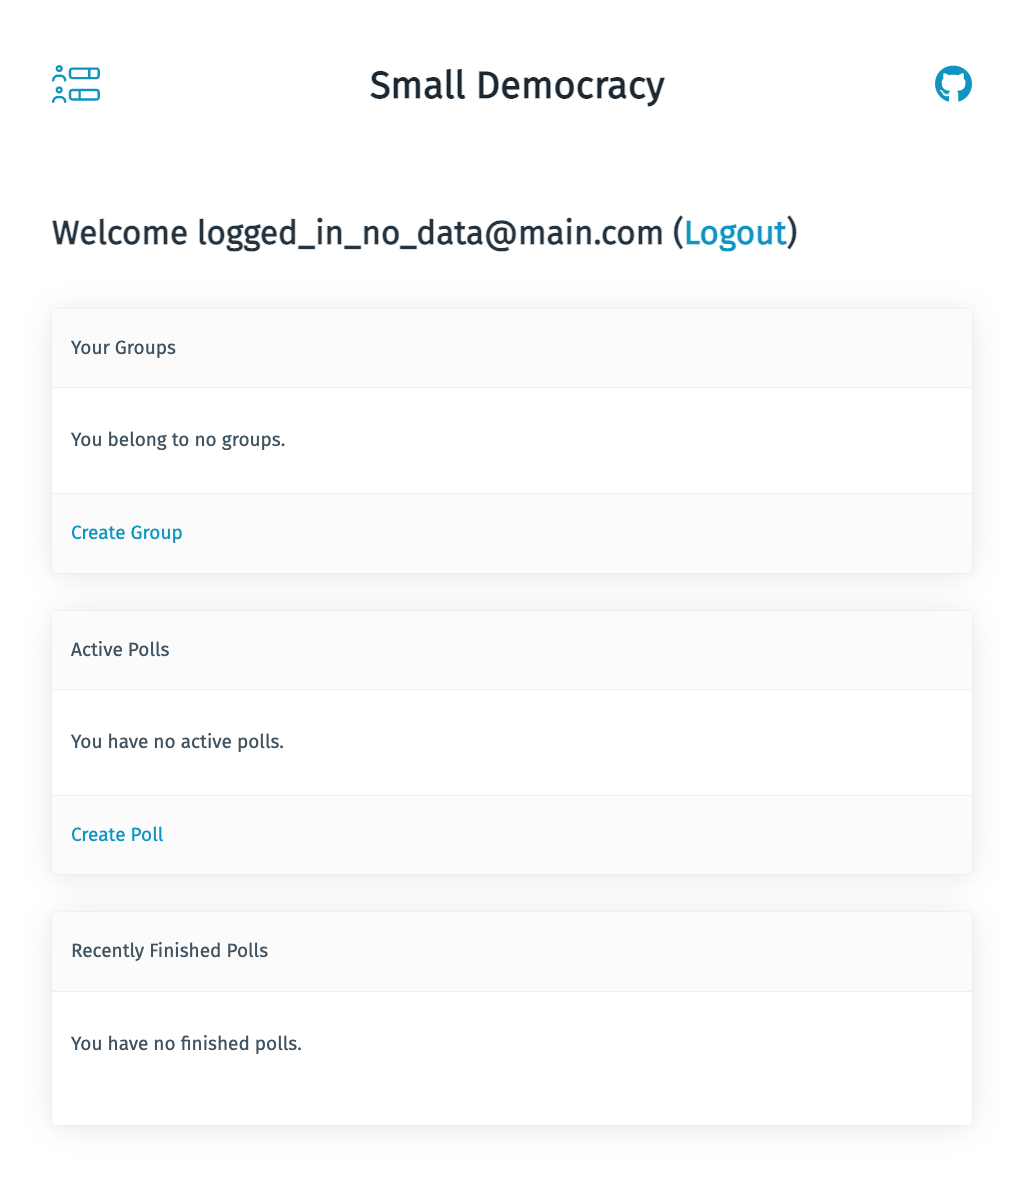 Small Democracy
Welcome logged_in_no_data@main.com (Logout)
Your Groups
You belong to no groups.
Create Group
Active Polls
You have no active polls.
Create Poll
Recently Finished Polls
You have no finished polls.